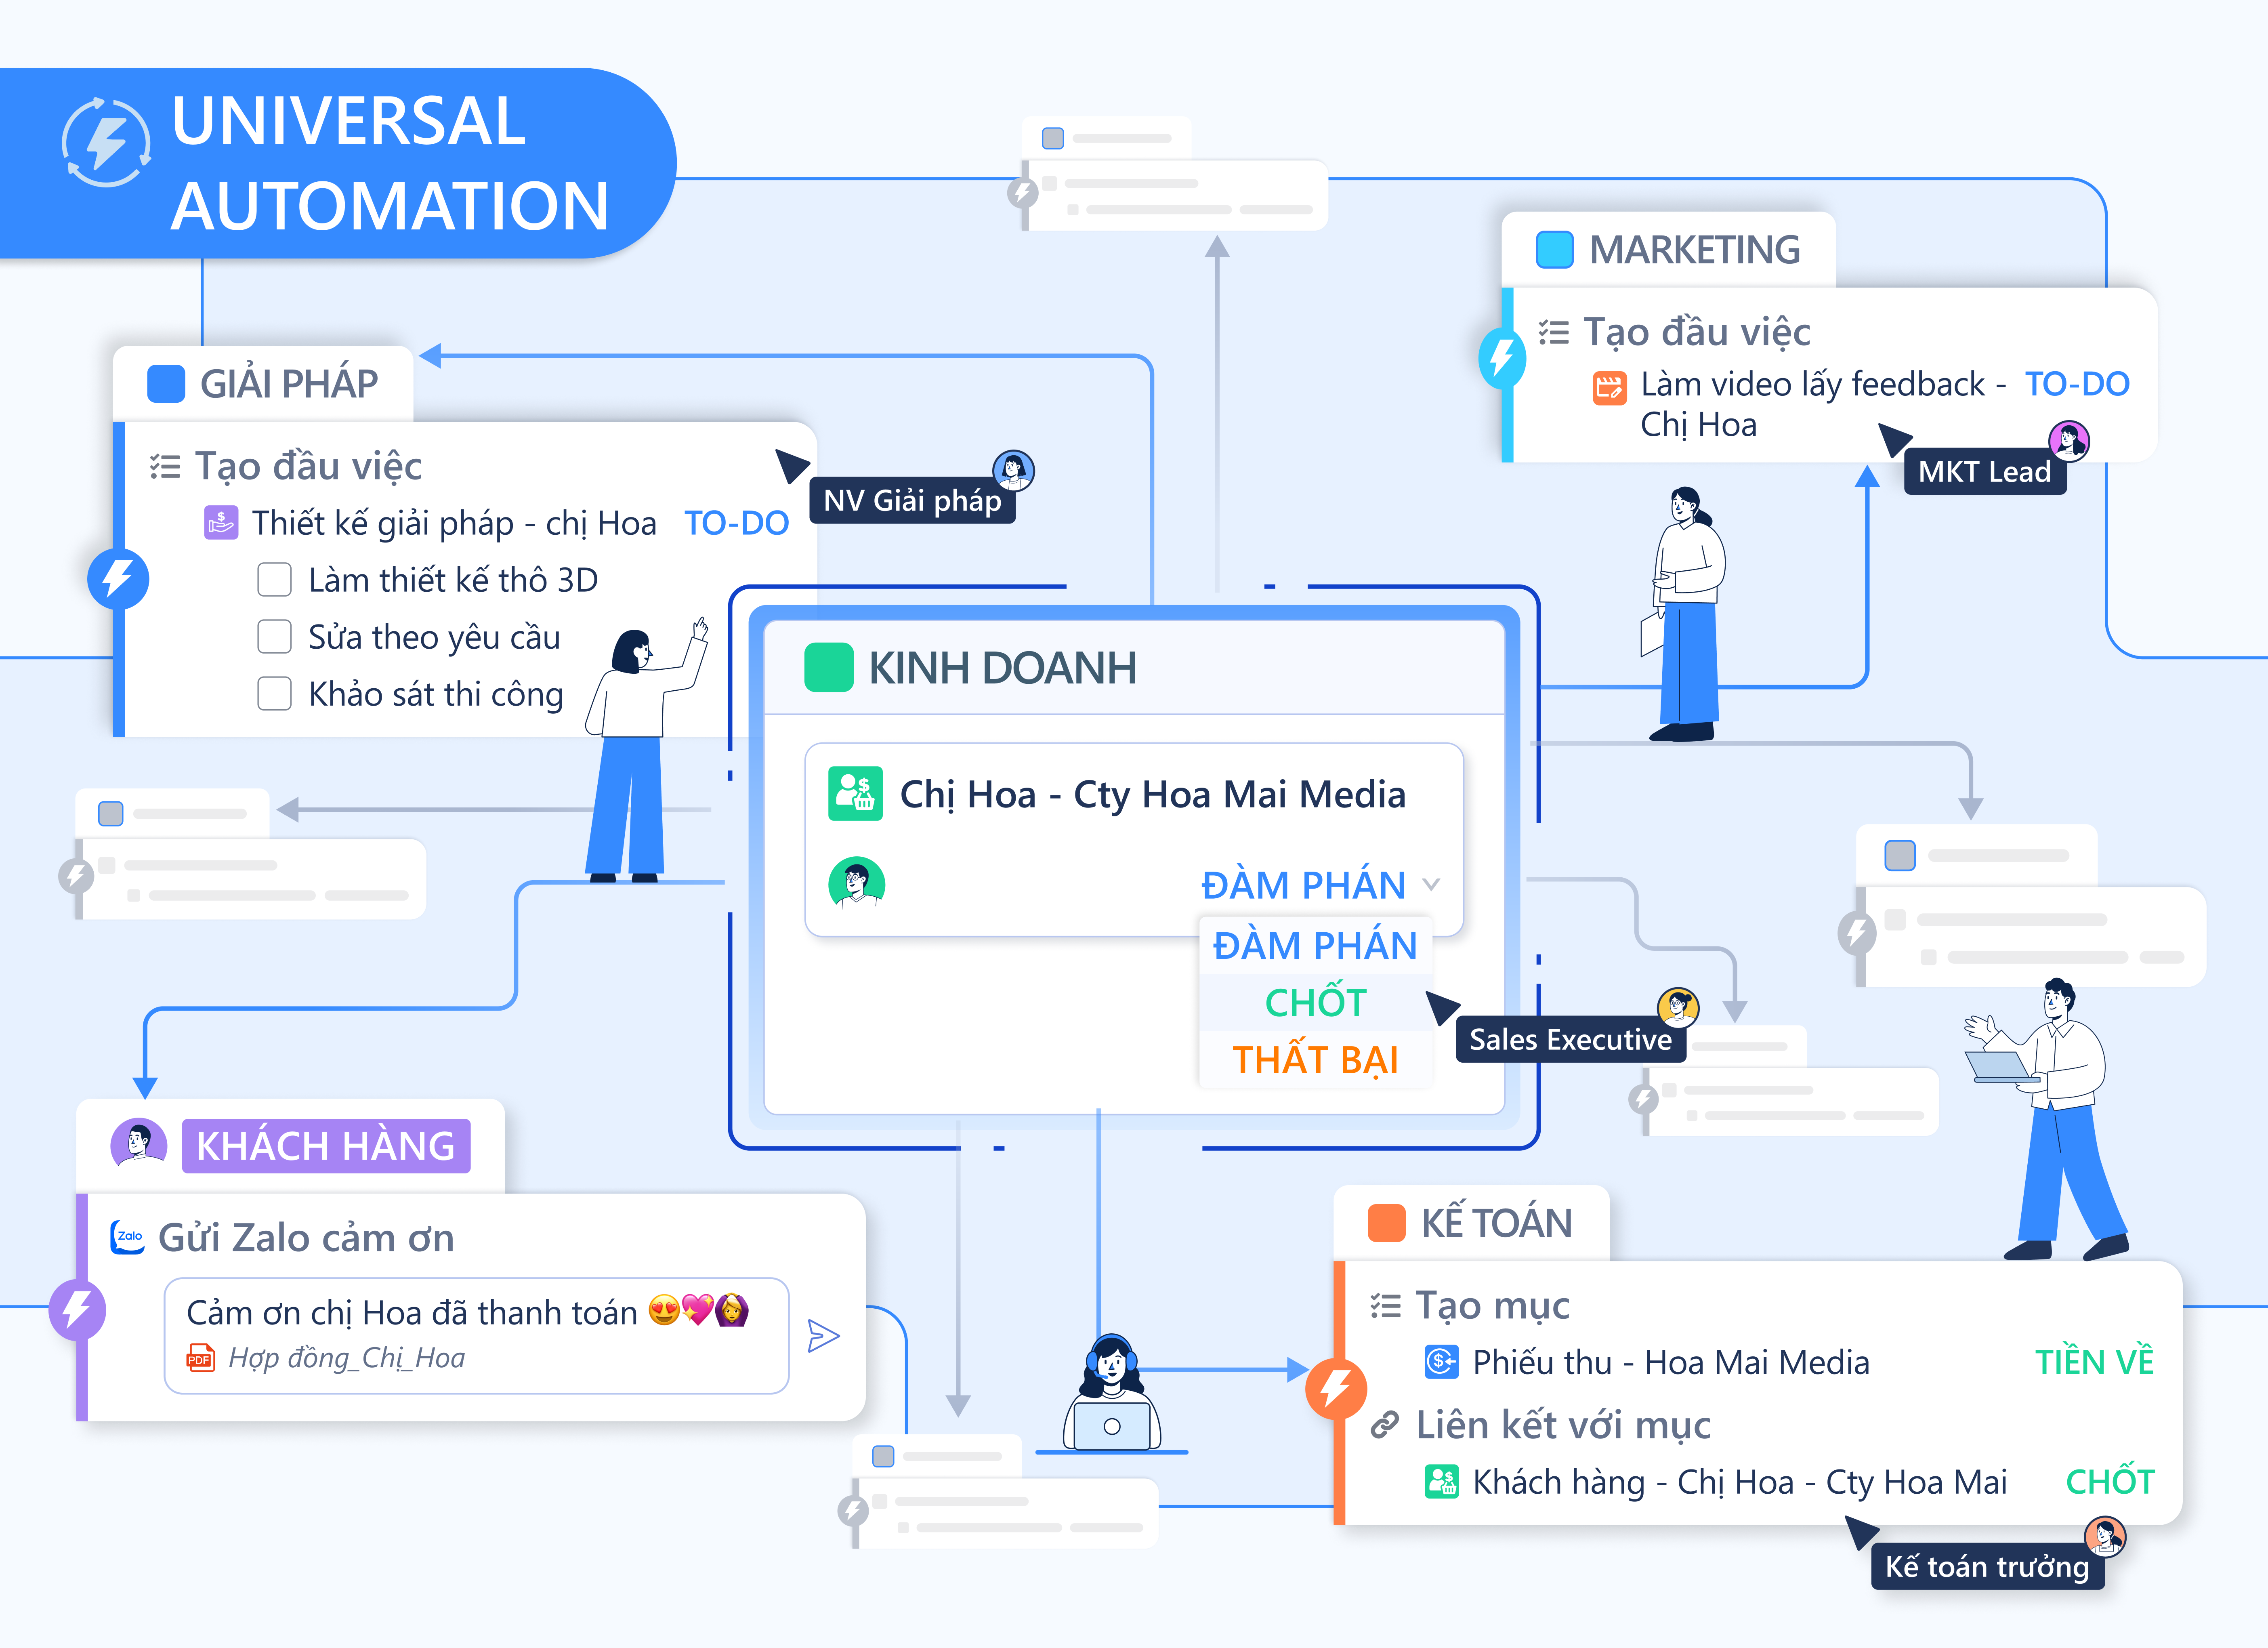 UNIVERSAL
AUTOMATION
MARKETING
Tạo đầu việc
Làm video lấy feedback - TO-DO
Chị Hoa
MKT Lead
GIẢI PHÁP
Tạo đầu việc
Thiết kế giải pháp - chị Hoa TO-DO
Làm thiết kế thô 3D
Sửa theo yêu cầu
Khảo sát thi công
NV Giải pháp
KINH DOANH
Chị Hoa - Cty Hoa Mai Media
ĐÀM PHÁN
ĐÀM PHÁN
CHỐT
THẤT BẠI
Sales Executive
KHÁCH HÀNG
Zalo
Gửi Zalo cảm ơn
Cảm ơn chị Hoa đã thanh toán 😍💖🙆‍♀️
PDF
Hợp đồng_Chị_Hoa
KẾ TOÁN
Tạo mục
Phiếu thu - Hoa Mai Media TIỀN VỀ
Liên kết với mục
Khách hàng - Chị Hoa - Cty Hoa Mai CHỐT
Kế toán trưởng